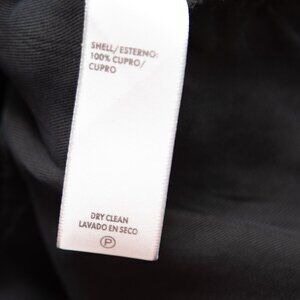 SHELL/ESTERNO:
100% CUPRO/
CUPRO
DRY CLEAN
LAVADO EN SECO
P